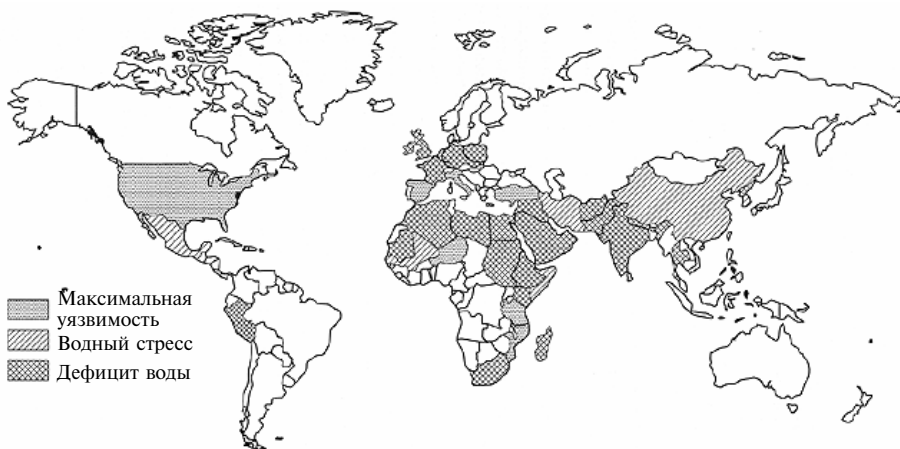 Максимальная
уязвимость
Водный стресс
Дефицит воды